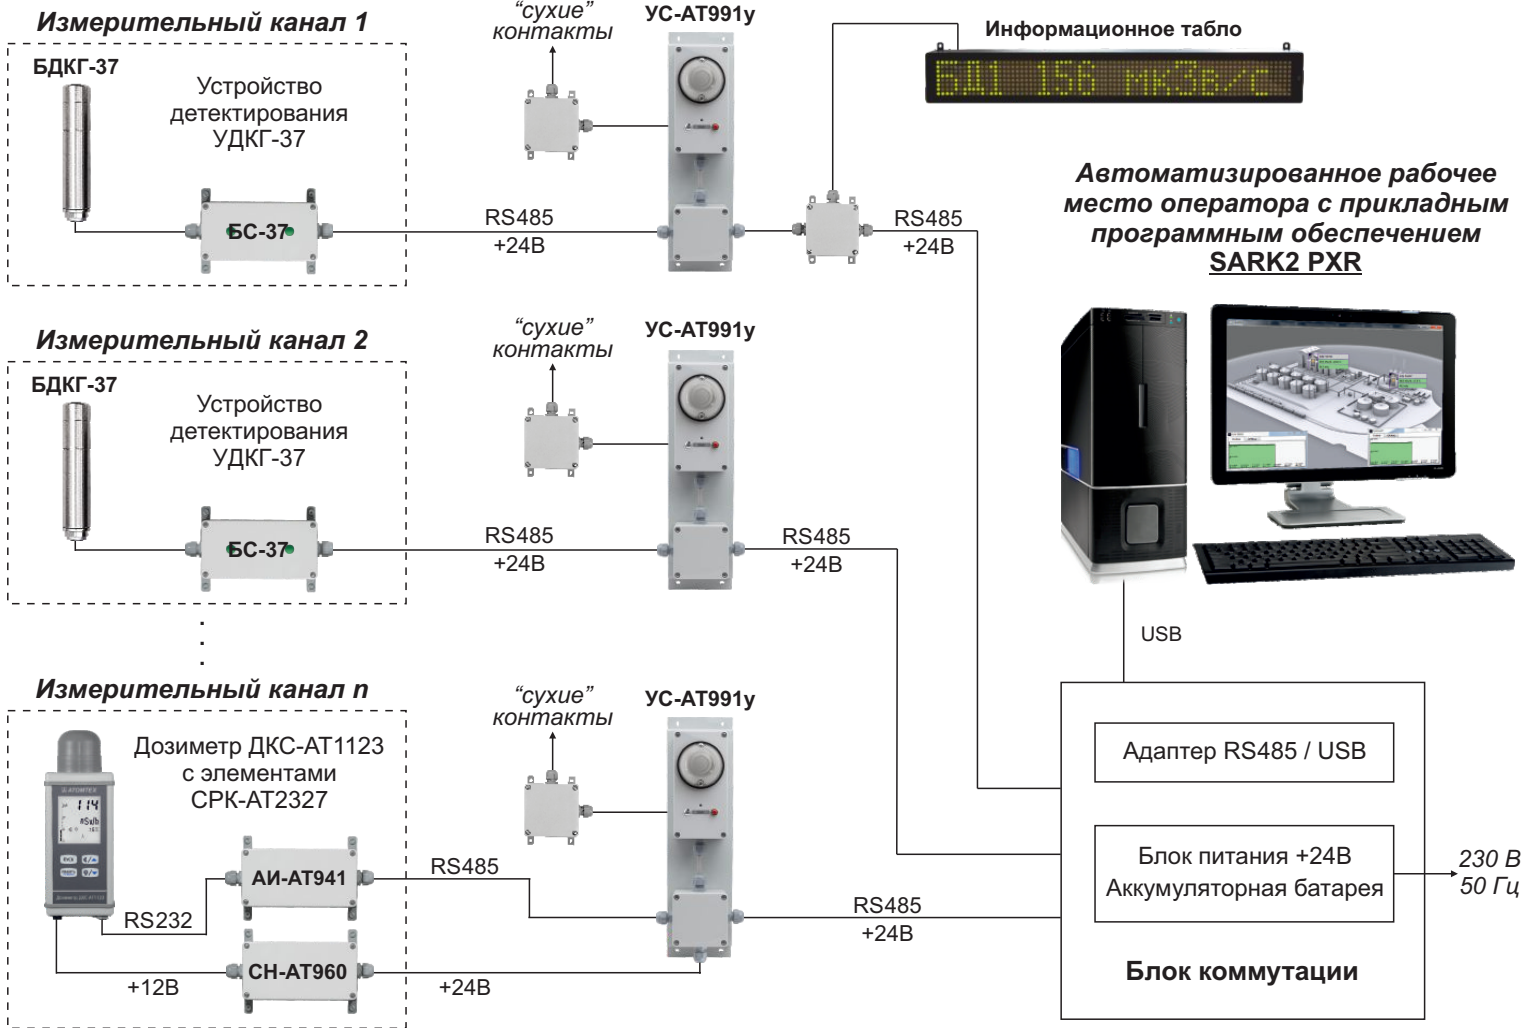 Измерительный канал 1
БДКГ-37
Устройство
детектирования
УДКГ-37
БС-37
RS485
+24В
“сухие”
контакты
УС-АТ991у
RS485
+24В
Информационное табло
БД1 156 мкЗв/с
Измерительный канал 2
БДКГ-37
Устройство
детектирования
УДКГ-37
БС-37
RS485
+24В
“сухие”
контакты
УС-АТ991у
RS485
+24В
.
.
.
Измерительный канал n
Дозиметр ДКС-АТ1123
с элементами
СРК-АТ2327
ATOMTEX
114
nSv/h
RS232
АИ-АТ941
RS485
+12В
СН-АТ960
+24В
“сухие”
контакты
УС-АТ991у
RS485
+24В
Автоматизированное рабочее
место оператора с прикладным
программным обеспечением
SARK2 PXR
USB
Адаптер RS485 / USB
Блок питания +24В
Аккумуляторная батарея
230 В
50 Гц
Блок коммутации